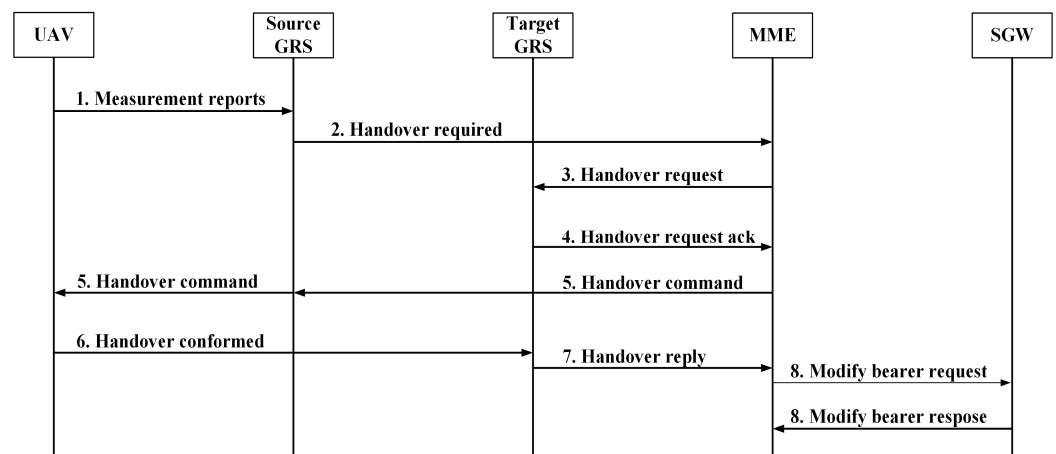 UAV
Source
GRS
Target
GRS
MME
SGW
1. Measurement reports
2. Handover required
3. Handover request
4. Handover request ack
5. Handover command
5. Handover command
6. Handover conformed
7. Handover reply
8. Modify bearer request
8. Modify bearer respose